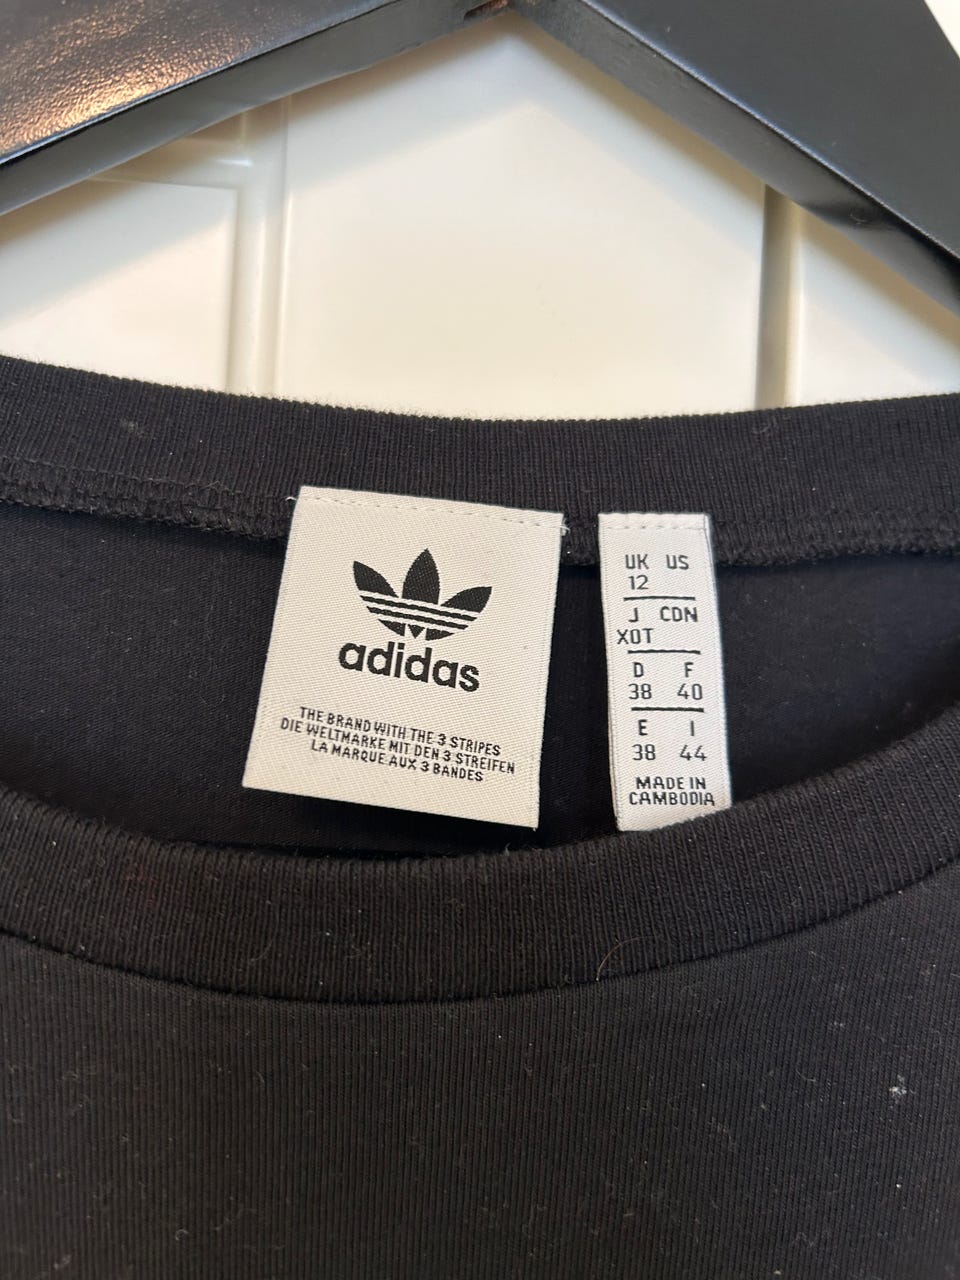 adidas
THE BRAND WITH THE 3 STRIPES
DIE WELTMARKE MIT DEN 3 STREIFEN
LA MARQUE AUX 3 BANDES
UK US
12
J CDN
XOT
D F
38 40
E I
38 44
MADE IN
CAMBODIA